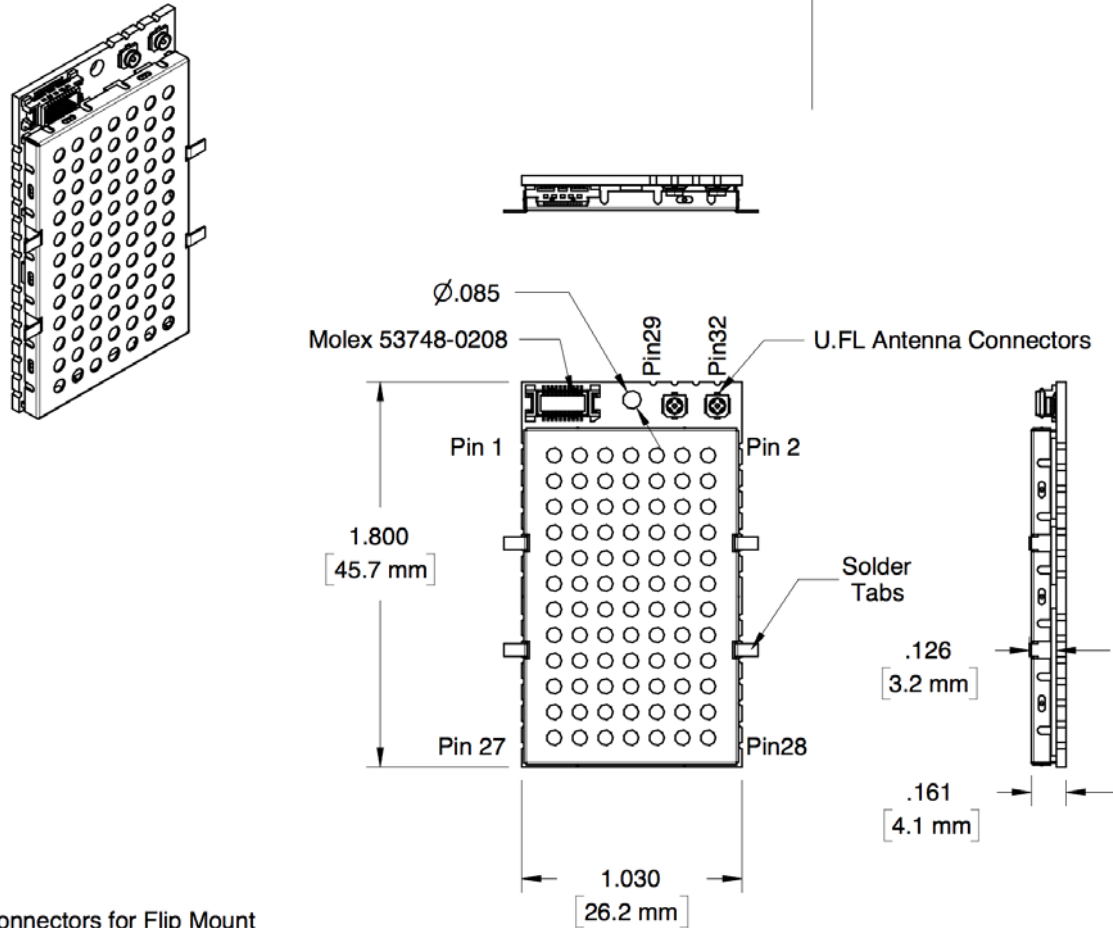 Ø.085
Molex 53748-0208
Pin29
Pin32
U.FL Antenna Connectors
Pin 1
Pin 2
1.800
45.7 mm
Solder
Tabs
.126
3.2 mm
Pin 27
Pin28
.161
4.1 mm
1.030
26.2 mm
onnectors for Flip Mount